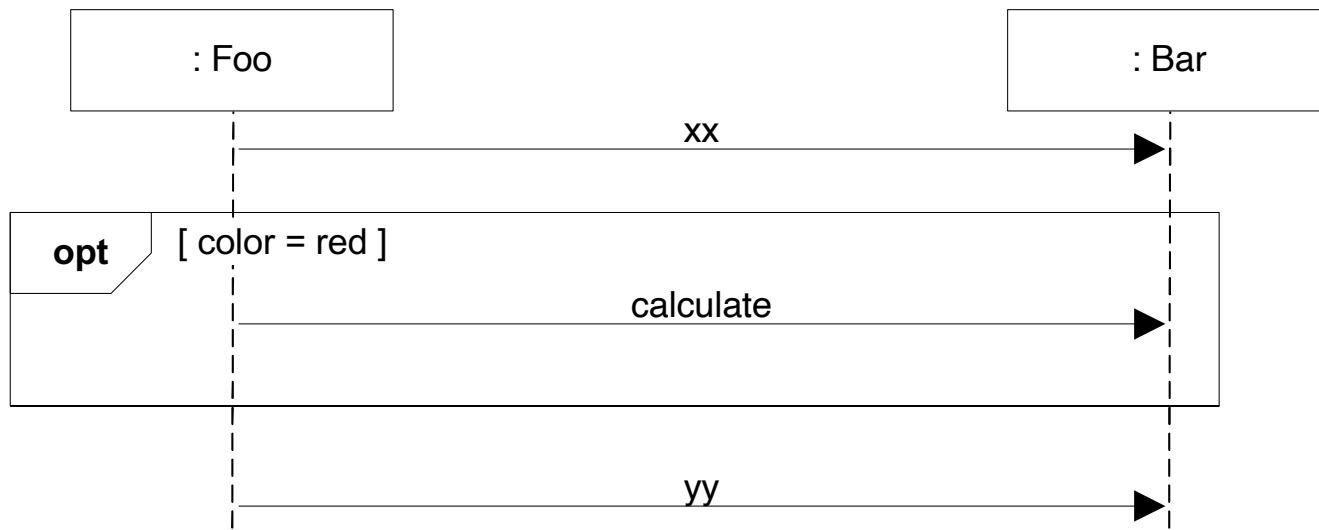 : Foo
: Bar
xx
opt
[ color = red ]
calculate
yy